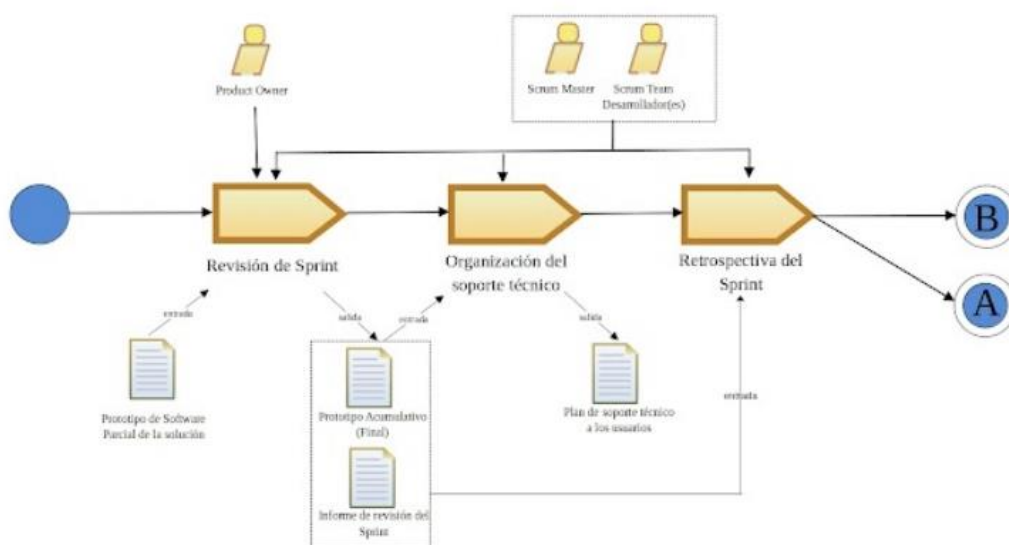 Product Owner
Scrum Master
Scrum Team
Desarrollador(es)
Revisión de Sprint
Organización del
soporte técnico
Retrospectiva del
Sprint
B
A
entrada
salida
entrada
salida
entrada
Prototipo de Software
Parcial de la solución
Prototipo Acumulativo
(Final)
Plan de soporte técnico
a los usuarios
Informe de revisión del
Sprint